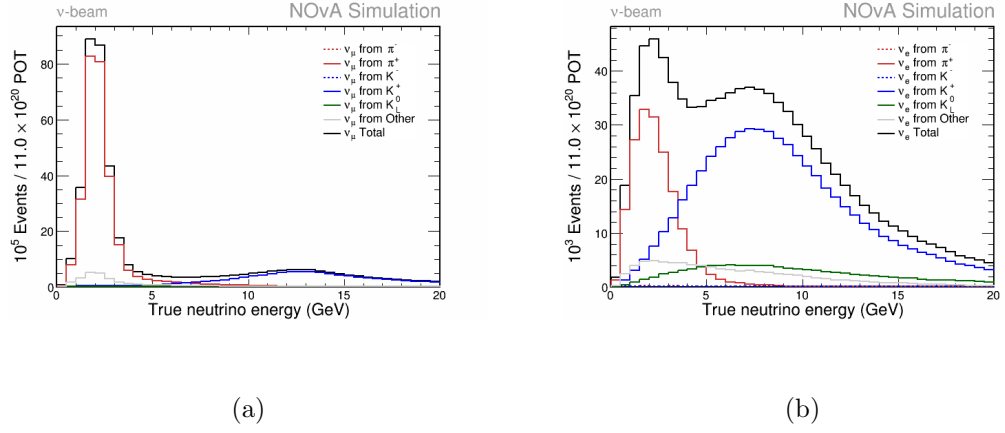 ν-beam NOvA Simulation
10⁵ Events / 11.0 × 10²⁰ POT
80
60
40
20
0
0 5 10 15 20
True neutrino energy (GeV)
ν_μ from π⁻
ν_μ from π⁺
ν_μ from K⁻
ν_μ from K⁺
ν_μ from K⁰_L
ν_μ from Other
ν_μ Total
(a)
ν-beam NOvA Simulation
10³ Events / 11.0 × 10²⁰ POT
40
30
20
10
0
0 5 10 15 20
True neutrino energy (GeV)
ν_e from π⁻
ν_e from π⁺
ν_e from K⁻
ν_e from K⁺
ν_e from K⁰_L
ν_e from Other
ν_e Total
(b)